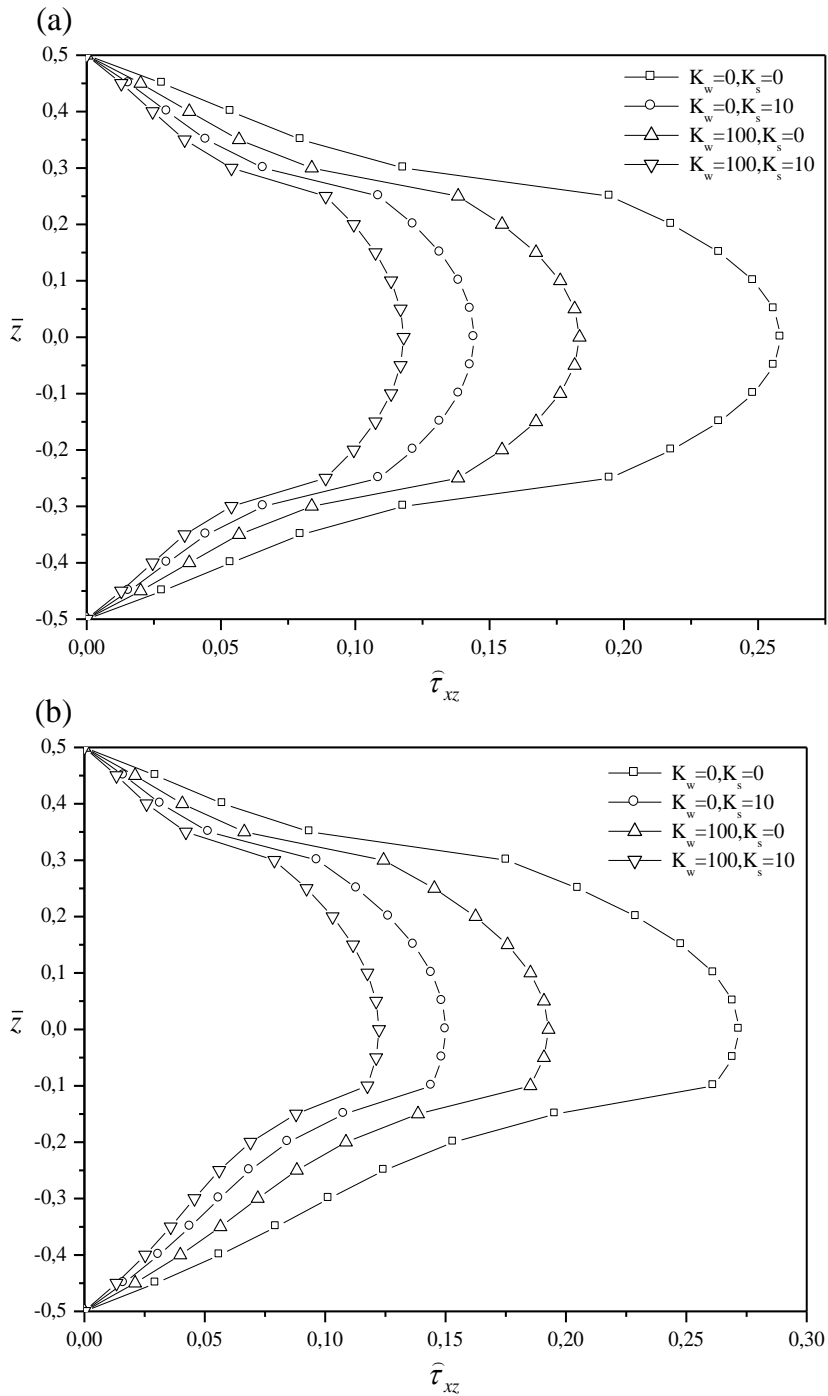 (a)
0,5
0,4
0,3
0,2
0,1
0,0
-0,1
-0,2
-0,3
-0,4
-0,5
z̄
K_w=0,K_s=0
K_w=0,K_s=10
K_w=100,K_s=0
K_w=100,K_s=10
0,00 0,05 0,10 0,15 0,20 0,25
τ̂_xz
(b)
0,5
0,4
0,3
0,2
0,1
0,0
-0,1
-0,2
-0,3
-0,4
-0,5
z̄
K_w=0,K_s=0
K_w=0,K_s=10
K_w=100,K_s=0
K_w=100,K_s=10
0,00 0,05 0,10 0,15 0,20 0,25 0,30
τ̂_xz